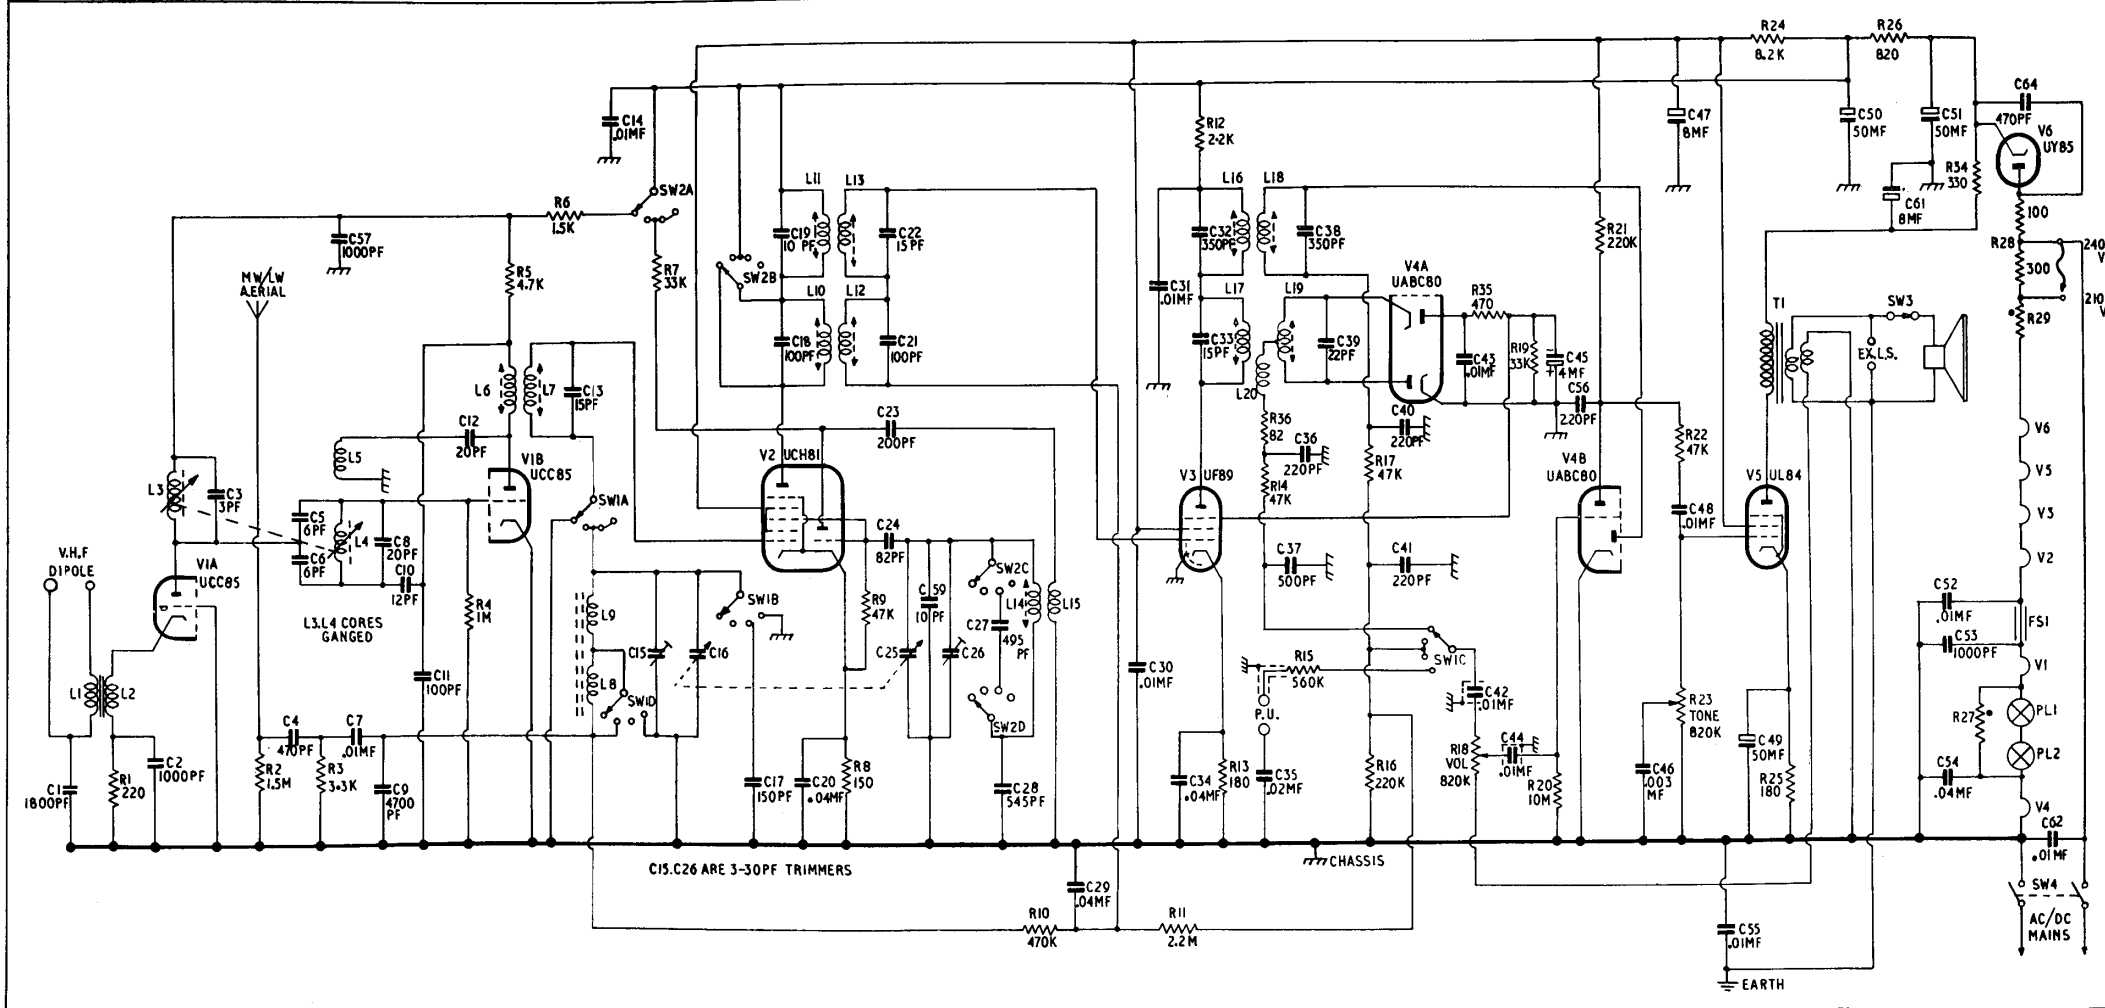 R24
8.2K
R26
820
C64
470PF
V6
UY85
C14
.01MF
R12
2.2K
C47
8MF
C50
50MF
C51
50MF
R34
330
C61
8MF
100
R28
300
240
V
210
V
R29
SW2A
R6
1.5K
L11
L13
L16
L18
C57
1000PF
MW/LW
AERIAL
R5
4.7K
R7
33K
SW2B
C19
10 PF
C22
15PF
C32
350PF
C38
350PF
R21
220K
L10
L12
C31
.01MF
L17
L19
V4A
UABC80
R35
470
T1
SW3
C18
100PF
C21
100PF
C33
15PF
C39
22PF
C43
.01MF
R19
33K
C45
4MF
EX.L.S.
L6
L7
C13
15PF
L20
C56
220PF
C12
20PF
C23
200PF
R36
82
C36
220PF
C40
220PF
R22
47K
V6
L5
V1B
UCC85
V2
UCH81
V3
UF89
R14
47K
R17
47K
V4B
UABC80
V5
UL84
V5
L3
C3
3PF
C5
6PF
C6
6PF
L4
C8
20PF
C10
12PF
SW1A
C24
82PF
C48
.01MF
V3
V2
V.H.F
DIPOLE
V1A
UCC85
L3.L4 CORES
GANGED
R4
1M
C37
500PF
C41
220PF
SW2C
L14
L15
C52
.01MF
FS1
L9
SW1B
R9
47K
C59
10 PF
C27
495
PF
C53
1000PF
C15
C16
C25
C26
C30
.01MF
R15
560K
SW1C
V1
L1
L2
C11
100PF
L8
SW1D
P.U.
C42
.01MF
R23
TONE
820K
R27
PL1
SW2D
C4
470PF
C7
.01MF
C44
.01MF
R18
VOL
820K
C49
50MF
PL2
C1
1800PF
R1
220
C2
1000PF
R2
1.5M
R3
3.3K
C9
4700
PF
C17
150PF
C20
.04MF
R8
150
C28
545PF
C34
.04MF
R13
180
C35
.02MF
R16
220K
R20
10M
C46
.003
MF
R25
180
C54
.04MF
V4
C62
.01MF
C15.C26 ARE 3-30PF TRIMMERS
CHASSIS
C29
.04MF
SW4
R10
470K
R11
2.2M
C55
.01MF
AC/DC
MAINS
EARTH